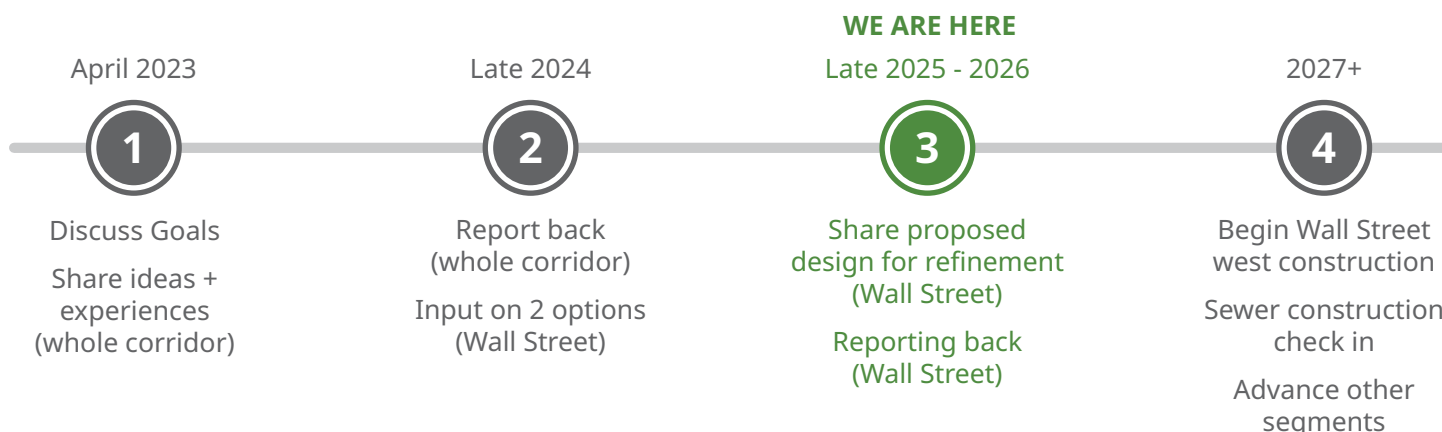 April 2023
1
Discuss Goals
Share ideas +
experiences
(whole corridor)
Late 2024
2
Report back
(whole corridor)
Input on 2 options
(Wall Street)
WE ARE HERE
Late 2025 - 2026
3
Share proposed
design for refinement
(Wall Street)
Reporting back
(Wall Street)
2027+
4
Begin Wall Street
west construction
Sewer construction
check in
Advance other
segments